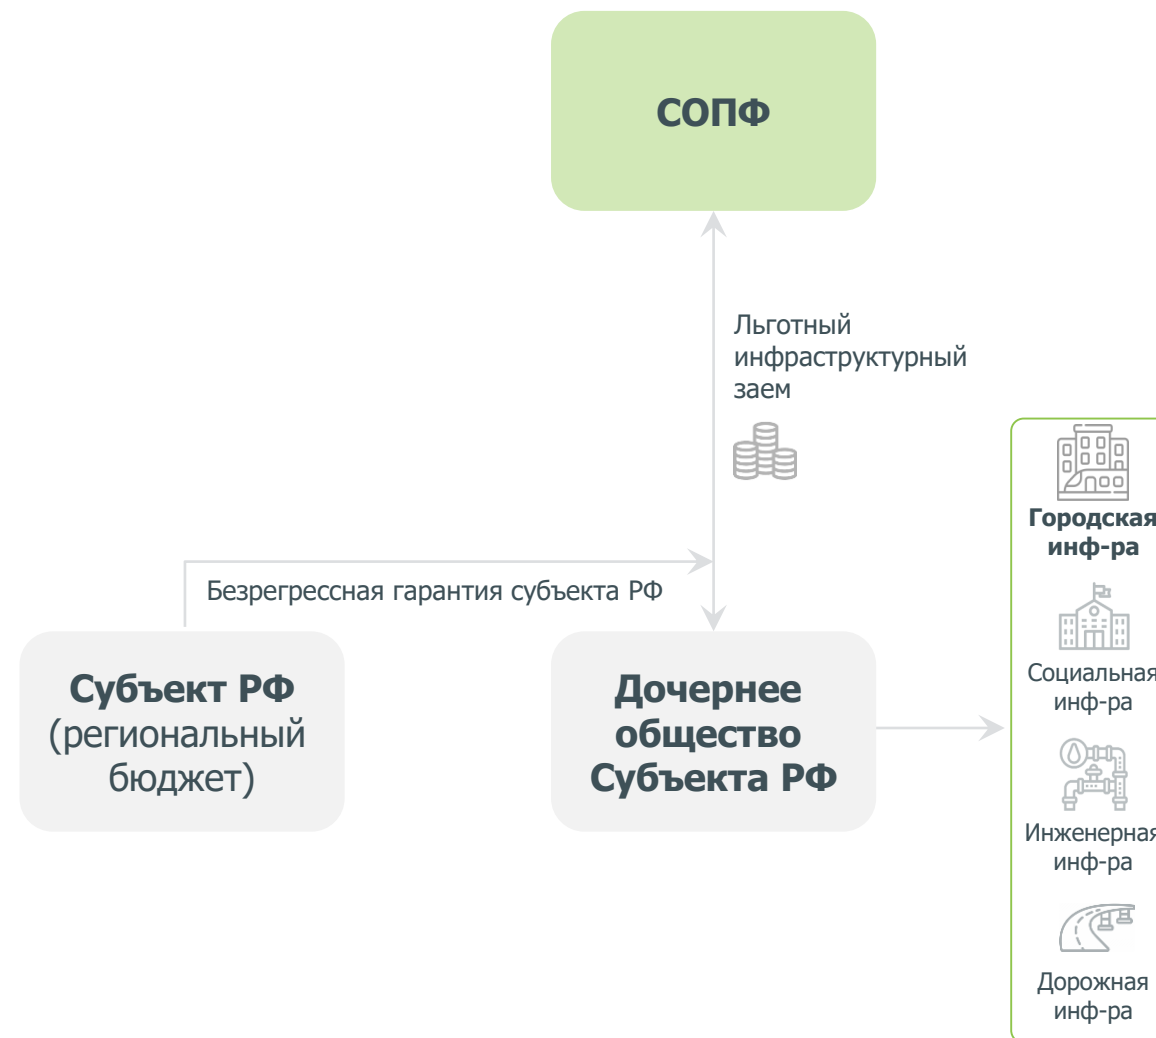 СОПФ
Льготный
инфраструктурный
заем
Безрегрессная гарантия субъекта РФ
Субъект РФ
(региональный
бюджет)
Дочернее
общество
Субъекта РФ
Городская
инф-ра
Социальная
инф-ра
Инженерная
инф-ра
Дорожная
инф-ра